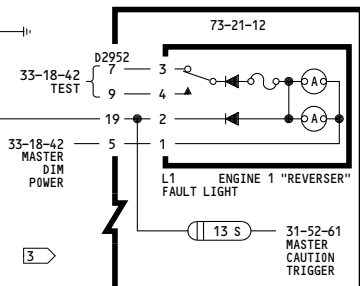 73-21-12
D2952
33-18-42
TEST
7
3
9
4
A
A
19
2
33-18-42
MASTER
DIM
POWER
5
1
L1 ENGINE 1 "REVERSER"
FAULT LIGHT
13 S
31-52-61
MASTER
CAUTION
TRIGGER
3